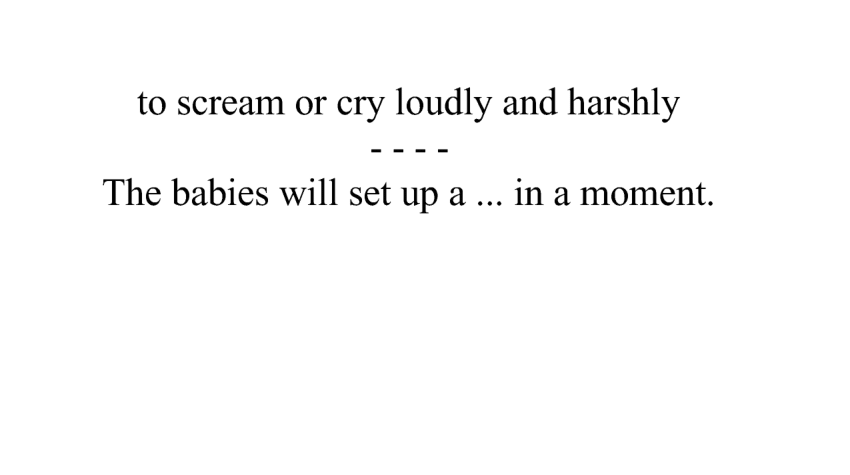 to scream or cry loudly and harshly
- - - -
The babies will set up a ... in a moment.